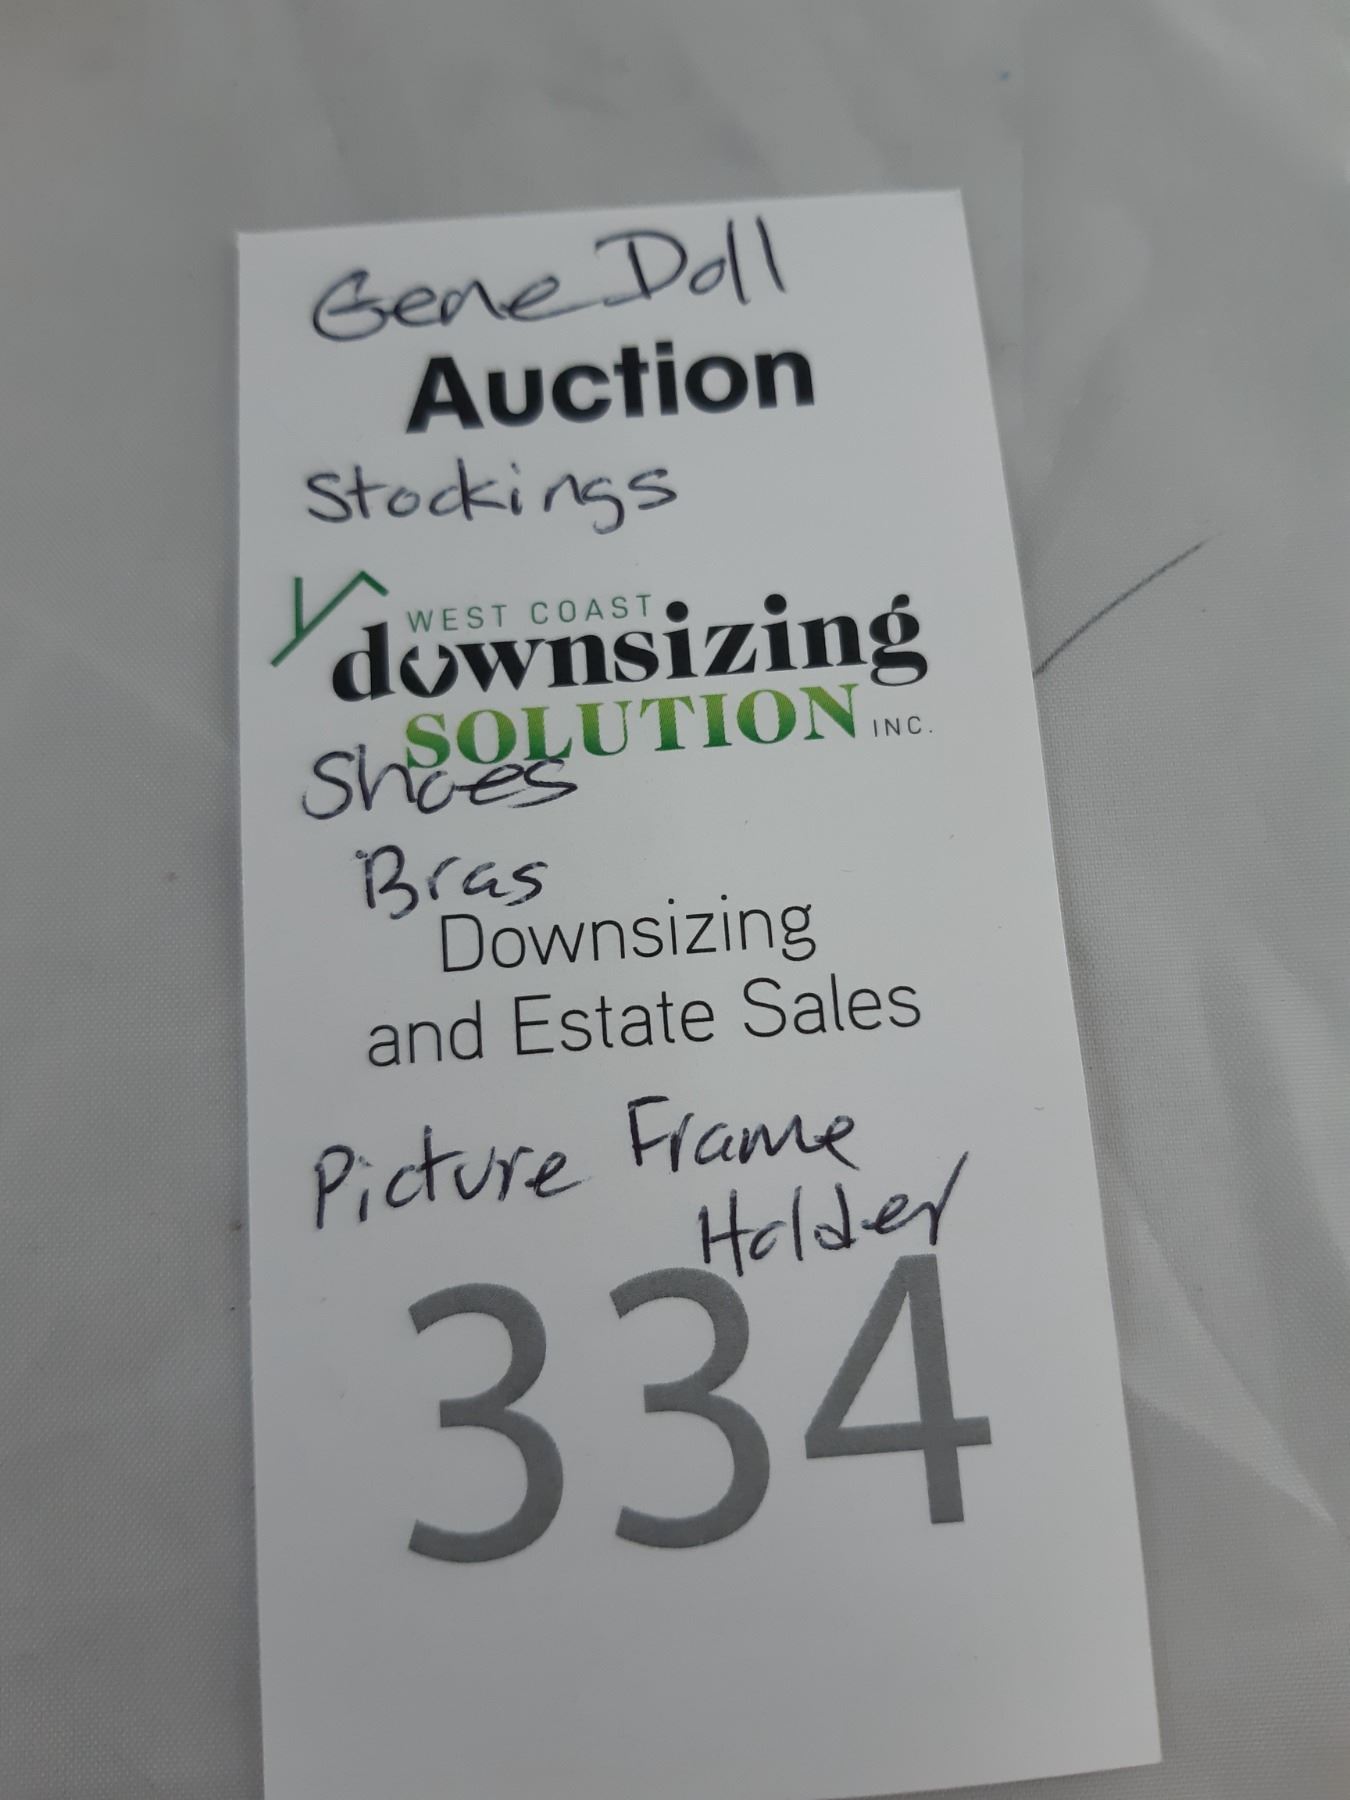 Gene Doll
Auction
Stockings
WEST COAST
downsizing
SOLUTION INC.
Shoes
Bras
Downsizing
and Estate Sales
Picture Frame
Holder
334